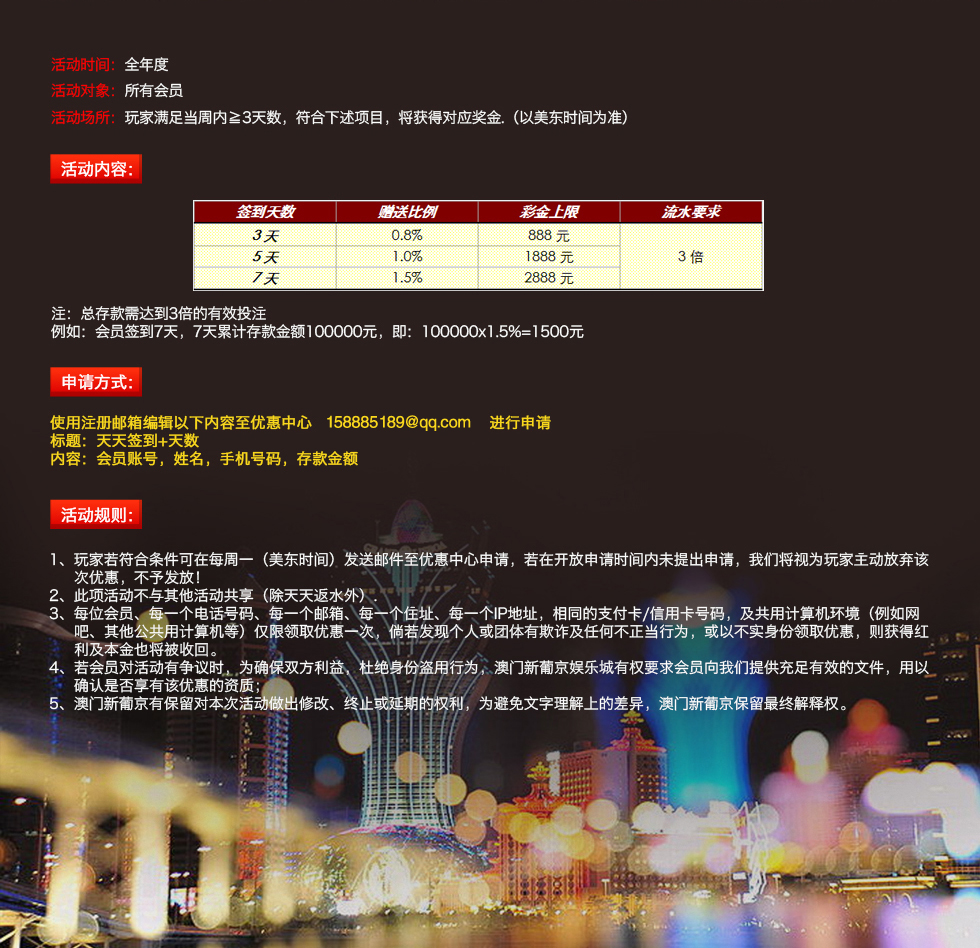 活动时间：全年度
活动对象：所有会员
活动场所：玩家满足当周内≧3天数，符合下述项目，将获得对应奖金.（以美东时间为准）
活动内容：
签到天数 赠送比例 彩金上限 流水要求
3 天 0.8% 888 元
5 天 1.0% 1888 元 3 倍
7 天 1.5% 2888 元
注：总存款需达到3倍的有效投注
例如：会员签到7天，7天累计存款金额100000元，即：100000x1.5%=1500元
申请方式：
使用注册邮箱编辑以下内容至优惠中心 158885189@qq.com 进行申请
标题：天天签到+天数
内容：会员账号，姓名，手机号码，存款金额
活动规则：
1、玩家若符合条件可在每周一（美东时间）发送邮件至优惠中心申请，若在开放申请时间内未提出申请，我们将视为玩家主动放弃该
次优惠，不予发放！
2、此项活动不与其他活动共享（除天天返水外）.
3、每位会员、每一个电话号码、每一个邮箱、每一个住址、每一个IP地址，相同的支付卡/信用卡号码，及共用计算机环境（例如网
吧、其他公共用计算机等）仅限领取优惠一次，倘若发现个人或团体有欺诈及任何不正当行为，或以不实身份领取优惠，则获得红
利及本金也将被收回。
4、若会员对活动有争议时，为确保双方利益，杜绝身份盗用行为，澳门新葡京娱乐城有权要求会员向我们提供充足有效的文件，用以
确认是否享有该优惠的资质；
5、澳门新葡京有保留对本次活动做出修改、终止或延期的权利，为避免文字理解上的差异，澳门新葡京保留最终解释权。